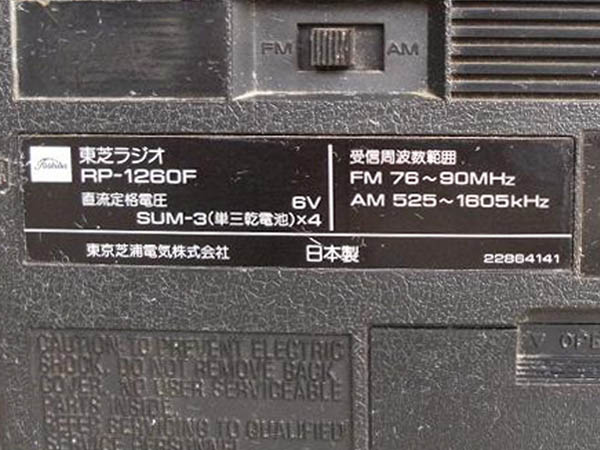 FM AM
Toshiba
東芝ラジオ
RP-1260F
直流定格電圧 6V
SUM-3(単三乾電池)×4
受信周波数範囲
FM 76～90MHz
AM 525～1605kHz
東京芝浦電気株式会社 日本製 22864141
CAUTION: TO PREVENT ELECTRIC
SHOCK, DO NOT REMOVE BACK
COVER. NO USER SERVICEABLE
PARTS INSIDE.
REFER SERVICING TO QUALIFIED
SERVICE PERSONNEL.